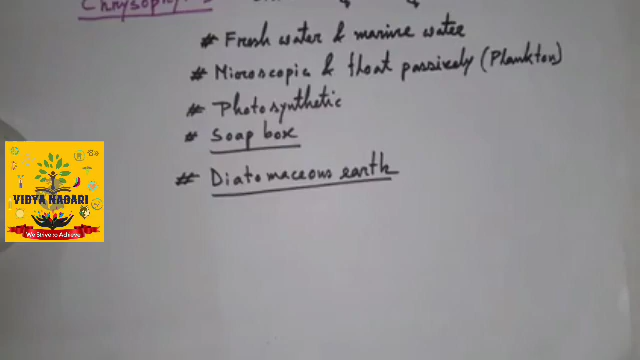 Chrysophy
# Fresh water & marine water
# Microscopic & float passively (Plankton)
# Photosynthetic
# Soap box
# Diatomaceous earth
VIDYA NAGARI
We Strive to Achieve